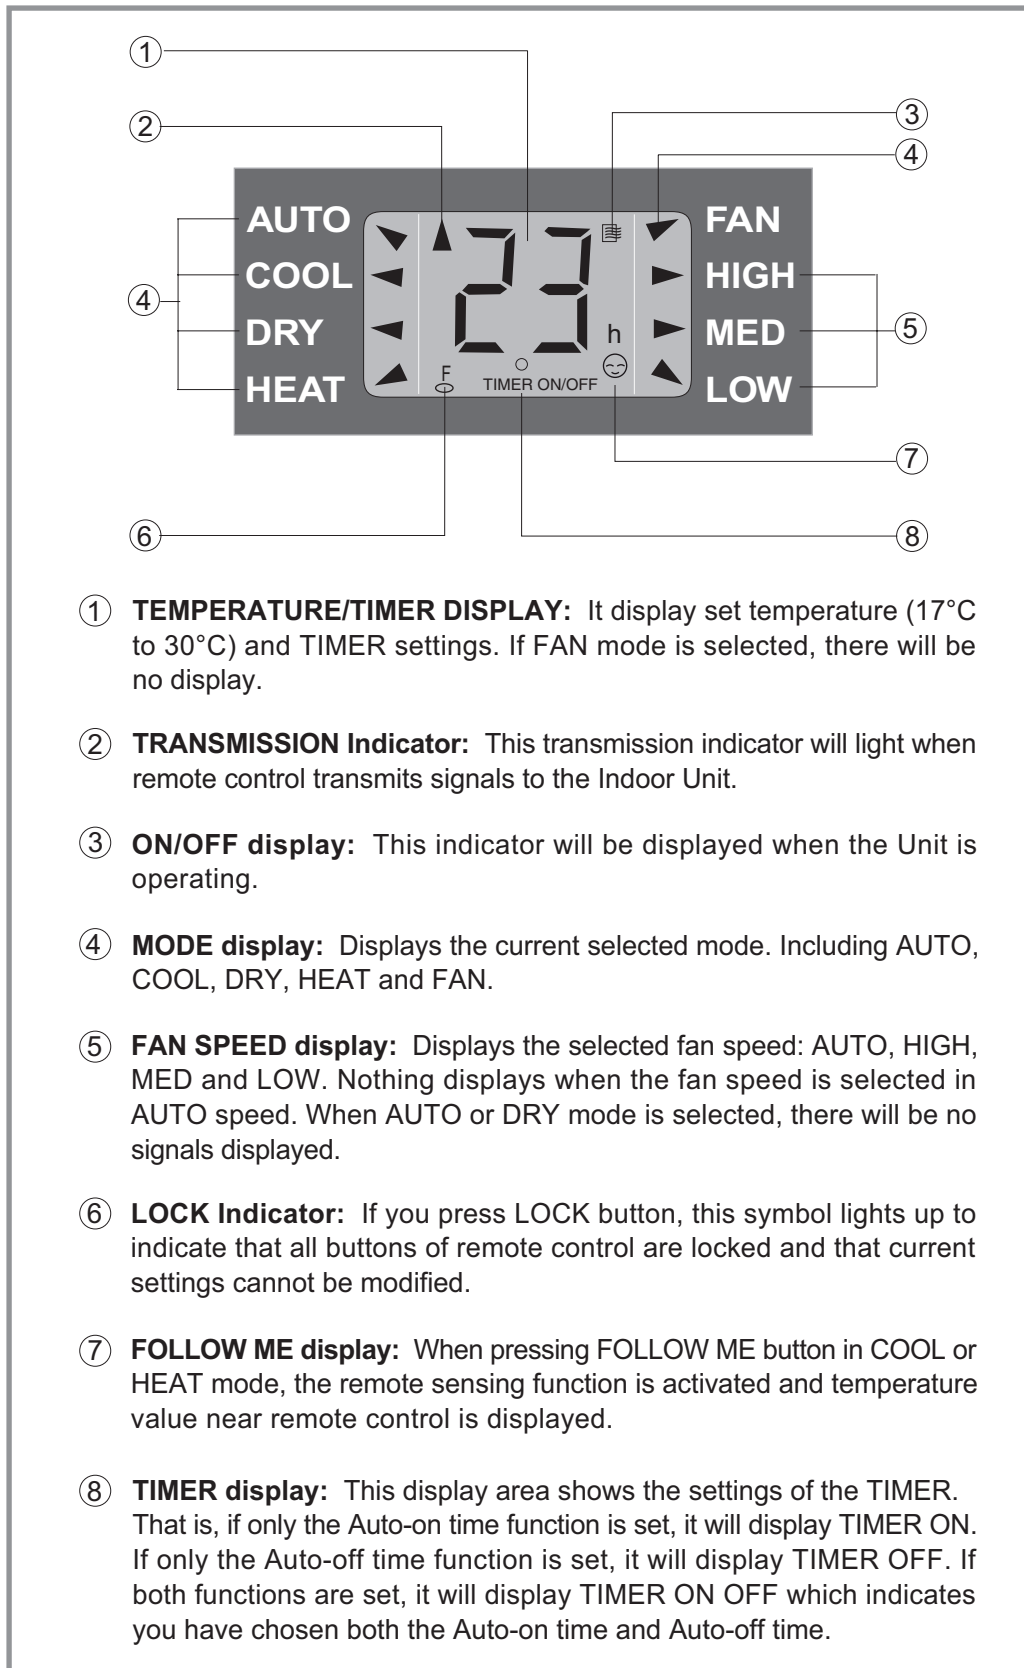 ①
②
③
④
AUTO FAN
COOL 23 HIGH
④ ⑤
DRY h MED
F TIMER ON/OFF
HEAT LOW
⑦
⑥ ⑧
① TEMPERATURE/TIMER DISPLAY: It display set temperature (17°C
to 30°C) and TIMER settings. If FAN mode is selected, there will be
no display.
② TRANSMISSION Indicator: This transmission indicator will light when
remote control transmits signals to the Indoor Unit.
③ ON/OFF display: This indicator will be displayed when the Unit is
operating.
④ MODE display: Displays the current selected mode. Including AUTO,
COOL, DRY, HEAT and FAN.
⑤ FAN SPEED display: Displays the selected fan speed: AUTO, HIGH,
MED and LOW. Nothing displays when the fan speed is selected in
AUTO speed. When AUTO or DRY mode is selected, there will be no
signals displayed.
⑥ LOCK Indicator: If you press LOCK button, this symbol lights up to
indicate that all buttons of remote control are locked and that current
settings cannot be modified.
⑦ FOLLOW ME display: When pressing FOLLOW ME button in COOL or
HEAT mode, the remote sensing function is activated and temperature
value near remote control is displayed.
⑧ TIMER display: This display area shows the settings of the TIMER.
That is, if only the Auto-on time function is set, it will display TIMER ON.
If only the Auto-off time function is set, it will display TIMER OFF. If
both functions are set, it will display TIMER ON OFF which indicates
you have chosen both the Auto-on time and Auto-off time.